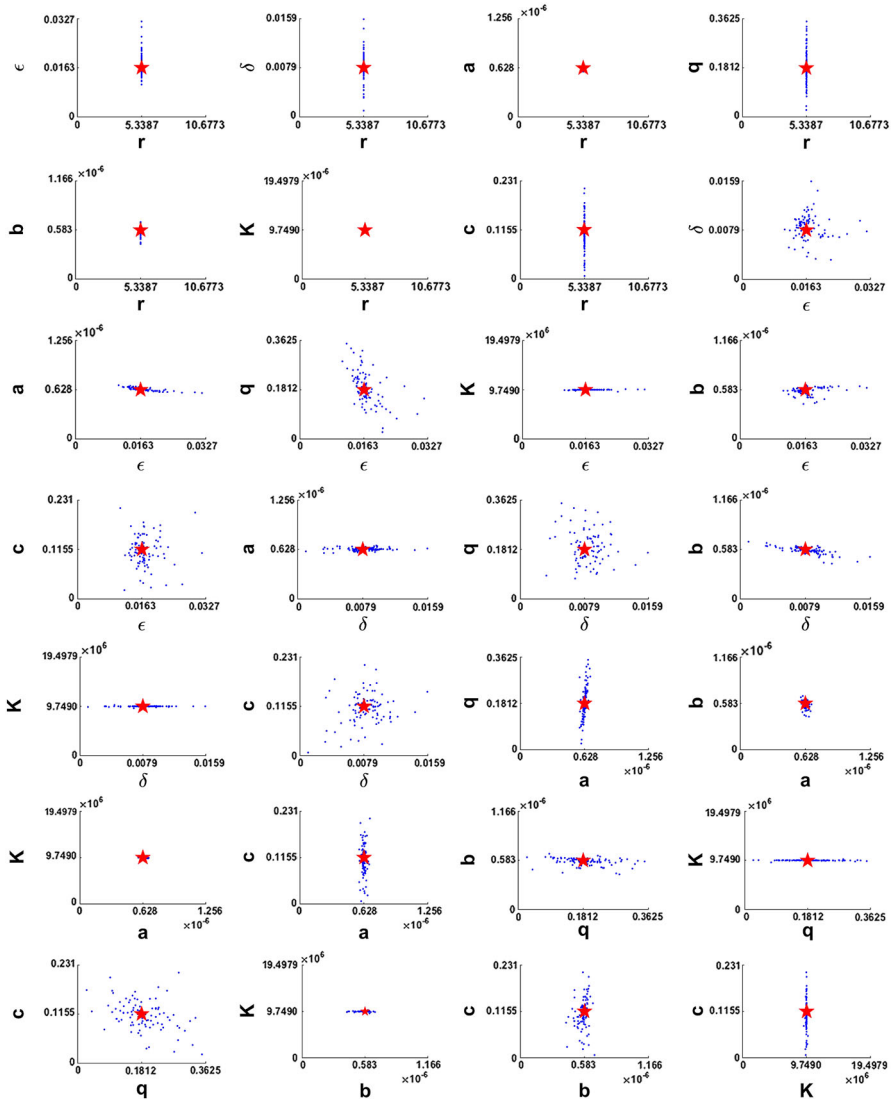 0.0327 0.0159 1.256 ×10⁻⁶ 0.3625
ϵ 0.0163 δ 0.0079 a 0.628 q 0.1812
0 0 0 0
0 5.3387 10.6773 0 5.3387 10.6773 0 5.3387 10.6773 0 5.3387 10.6773
r r r r
1.166 ×10⁻⁶ 19.4979 ×10⁻⁶ 0.231 0.0159
b 0.583 K 9.7490 c 0.1155 δ 0.0079
0 0 0 0
0 5.3387 10.6773 0 5.3387 10.6773 0 5.3387 10.6773 0 0.0163 0.0327
r r r ϵ
1.256 ×10⁻⁶ 0.3625 19.4979 ×10⁶ 1.166 ×10⁻⁶
a 0.628 q 0.1812 K 9.7490 b 0.583
0 0 0 0
0 0.0163 0.0327 0 0.0163 0.0327 0 0.0163 0.0327 0 0.0163 0.0327
ϵ ϵ ϵ ϵ
0.231 1.256 ×10⁻⁶ 0.3625 1.166 ×10⁻⁶
c 0.1155 a 0.628 q 0.1812 b 0.583
0 0 0 0
0 0.0163 0.0327 0 0.0079 0.0159 0 0.0079 0.0159 0 0.0079 0.0159
ϵ δ δ δ
19.4979 ×10⁶ 0.231 0.3625 1.166 ×10⁻⁶
K 9.7490 c 0.1155 q 0.1812 b 0.583
0 0 0 0
0 0.0079 0.0159 0 0.0079 0.0159 0 0.628 1.256 0 0.628 1.256
δ δ a ×10⁻⁶ a ×10⁻⁶
19.4979 ×10⁶ 0.231 1.166 ×10⁻⁶ 19.4979 ×10⁶
K 9.7490 c 0.1155 b 0.583 K 9.7490
0 0 0 0
0 0.628 1.256 0 0.628 1.256 0 0.1812 0.3625 0 0.1812 0.3625
a ×10⁻⁶ a ×10⁻⁶ q q
0.231 19.4979 ×10⁶ 0.231 0.231
c 0.1155 K 9.7490 c 0.1155 c 0.1155
0 0 0 0
0 0.1812 0.3625 0 0.583 1.166 0 0.583 1.166 0 9.7490 19.4979
q b ×10⁻⁶ b ×10⁻⁶ K ×10⁶